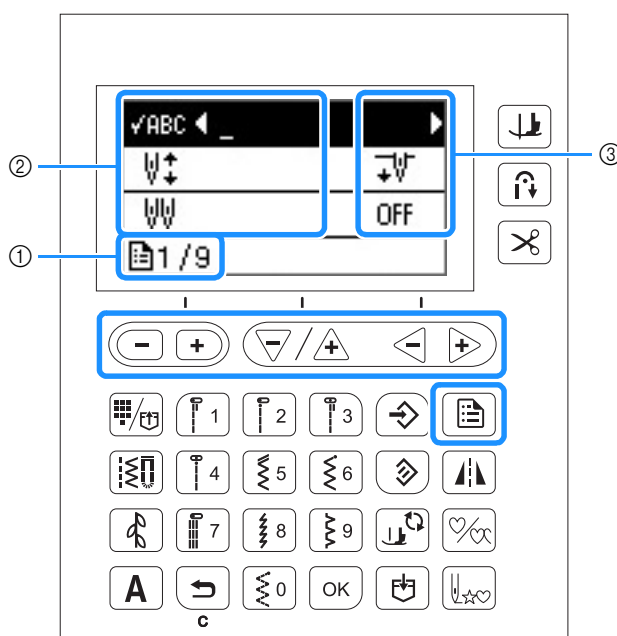 √ABC _
②
③
OFF
① 1/9
- + - / + - +
1 2 3
4 5 6
7 8 9
A 0 OK
C